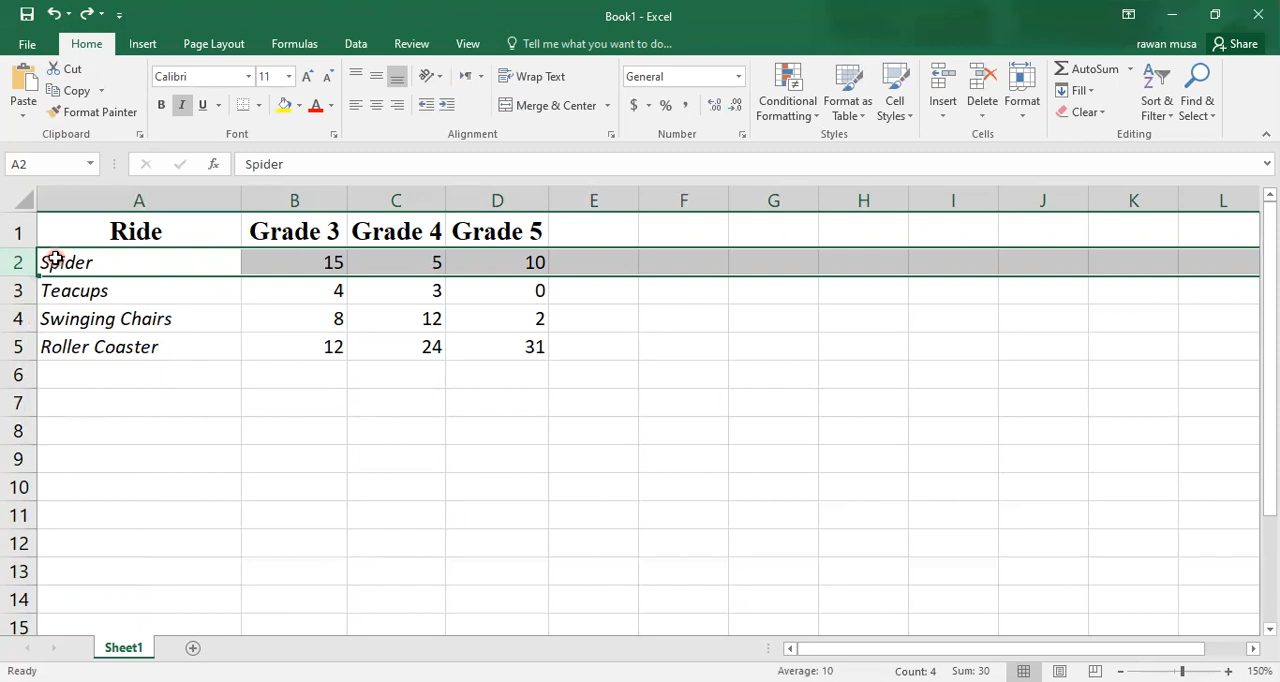 Book1 - Excel
File Home Insert Page Layout Formulas Data Review View Tell me what you want to do... rawan musa Share
Cut
Copy
Format Painter
Paste
Calibri 11
B I U
Wrap Text
Merge & Center
General
$ % ,
Conditional Formatting
Format as Table
Cell Styles
Insert
Delete
Format
AutoSum
Fill
Clear
Sort & Filter
Find & Select
Clipboard Font Alignment Number Styles Cells Editing
A2 fx Spider
A B C D E F G H I J K L
1 Ride Grade 3 Grade 4 Grade 5
2 Spider 15 5 10
3 Teacups 4 3 0
4 Swinging Chairs 8 12 2
5 Roller Coaster 12 24 31
6
7
8
9
10
11
12
13
14
15
Sheet1
Ready Average: 10 Count: 4 Sum: 30 150%